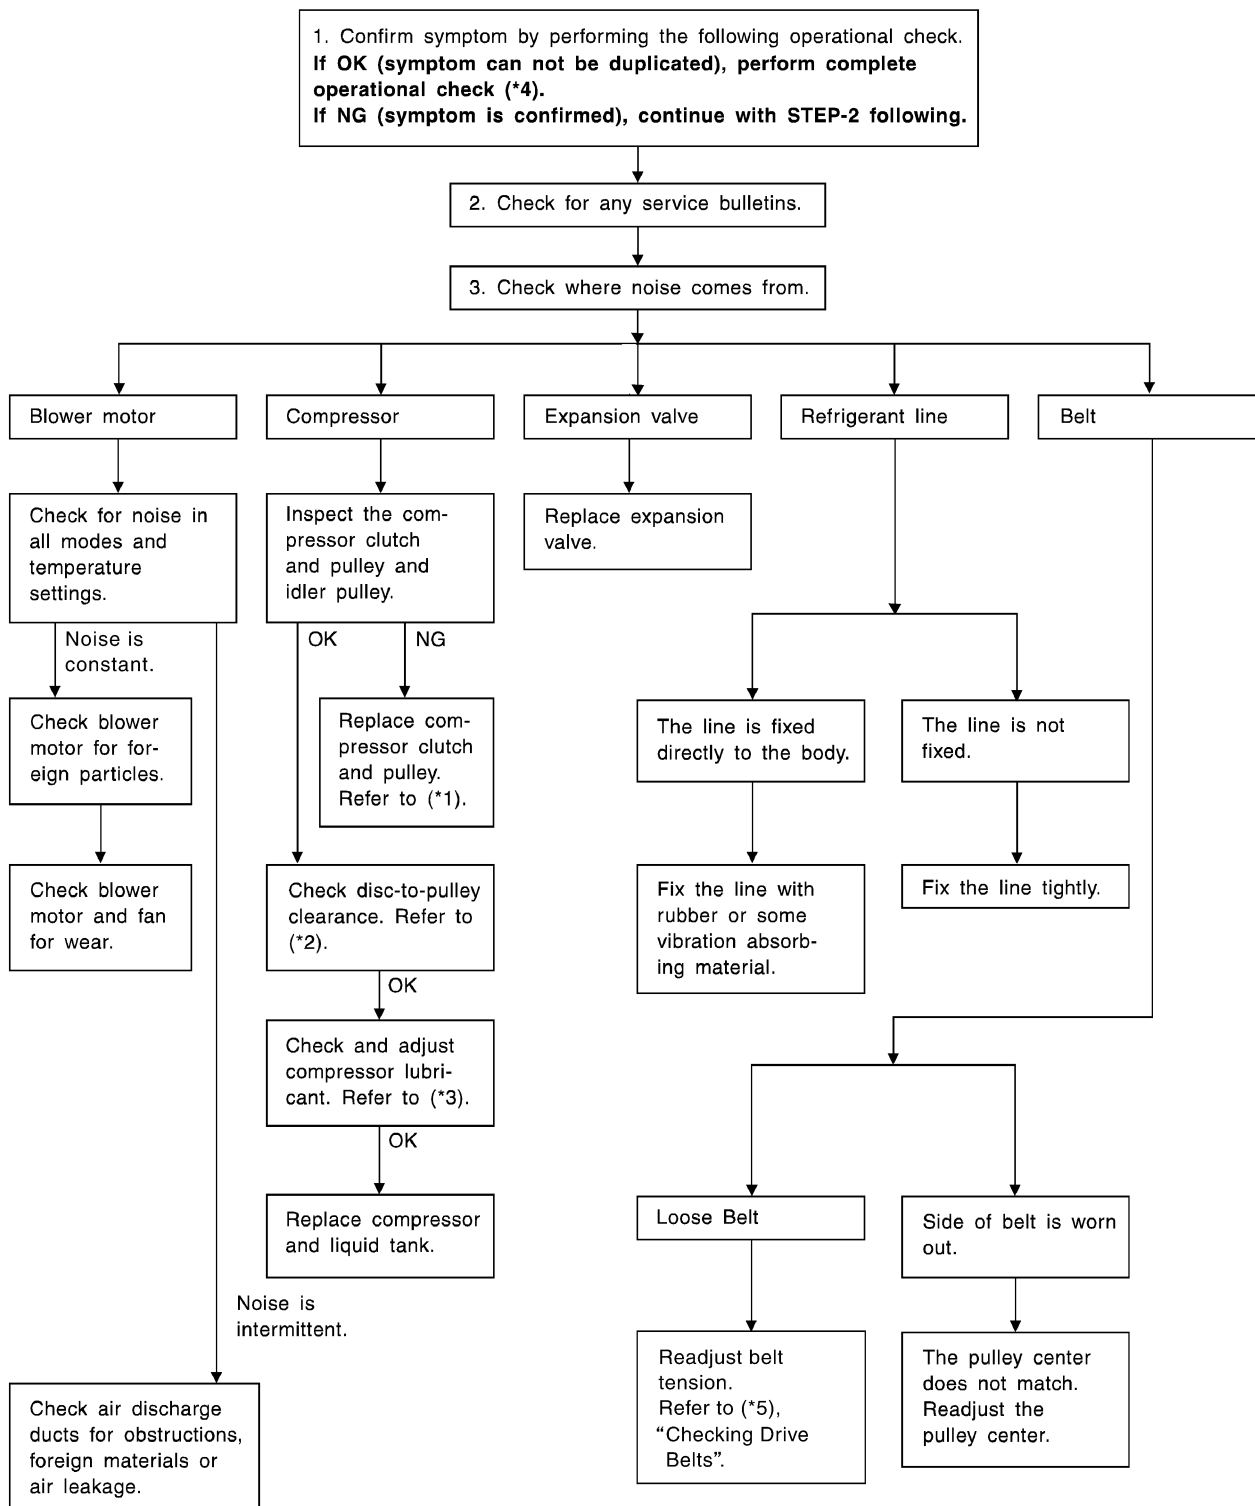 1. Confirm symptom by performing the following operational check.
If OK (symptom can not be duplicated), perform complete
operational check (*4).
If NG (symptom is confirmed), continue with STEP-2 following.
2. Check for any service bulletins.
3. Check where noise comes from.
Blower motor
Compressor
Expansion valve
Refrigerant line
Belt
Check for noise in
all modes and
temperature
settings.
Inspect the com-
pressor clutch
and pulley and
idler pulley.
Replace expansion
valve.
Noise is
constant.
OK
NG
Check blower
motor for for-
eign particles.
Replace com-
pressor clutch
and pulley.
Refer to (*1).
The line is fixed
directly to the body.
The line is not
fixed.
Check blower
motor and fan
for wear.
Check disc-to-pulley
clearance. Refer to
(*2).
Fix the line with
rubber or some
vibration absorb-
ing material.
Fix the line tightly.
OK
Check and adjust
compressor lubri-
cant. Refer to (*3).
OK
Replace compressor
and liquid tank.
Loose Belt
Side of belt is worn
out.
Noise is
intermittent.
Check air discharge
ducts for obstructions,
foreign materials or
air leakage.
Readjust belt
tension.
Refer to (*5),
“Checking Drive
Belts”.
The pulley center
does not match.
Readjust the
pulley center.